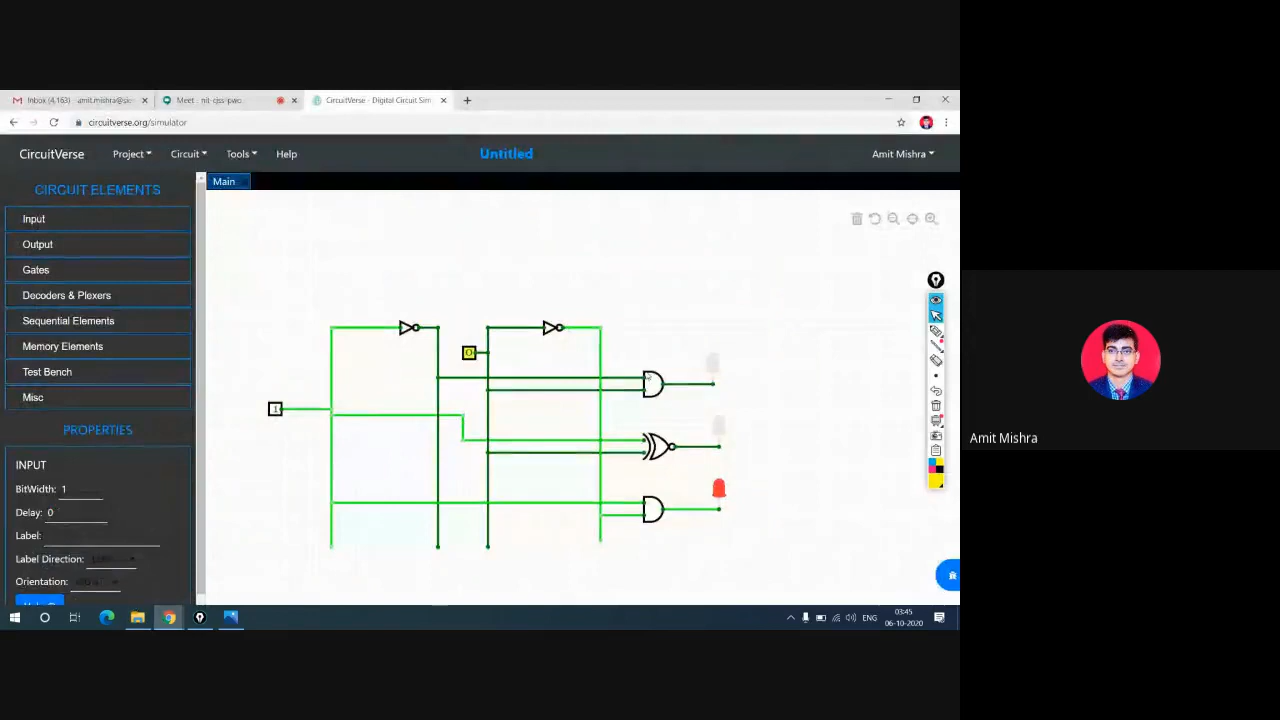 Inbox (4,163) - amit.mishra@sic
Meet - nit-cjss-pwo
CircuitVerse - Digital Circuit Sim
circuitverse.org/simulator
CircuitVerse
Project
Circuit
Tools
Help
Untitled
Amit Mishra
CIRCUIT ELEMENTS
Main
Input
Output
Gates
Decoders & Plexers
Sequential Elements
Memory Elements
Test Bench
Misc
PROPERTIES
INPUT
BitWidth: 1
Delay: 0
Label:
Label Direction:
Orientation:
0
1
Amit Mishra
ENG
03:45
06-10-2020